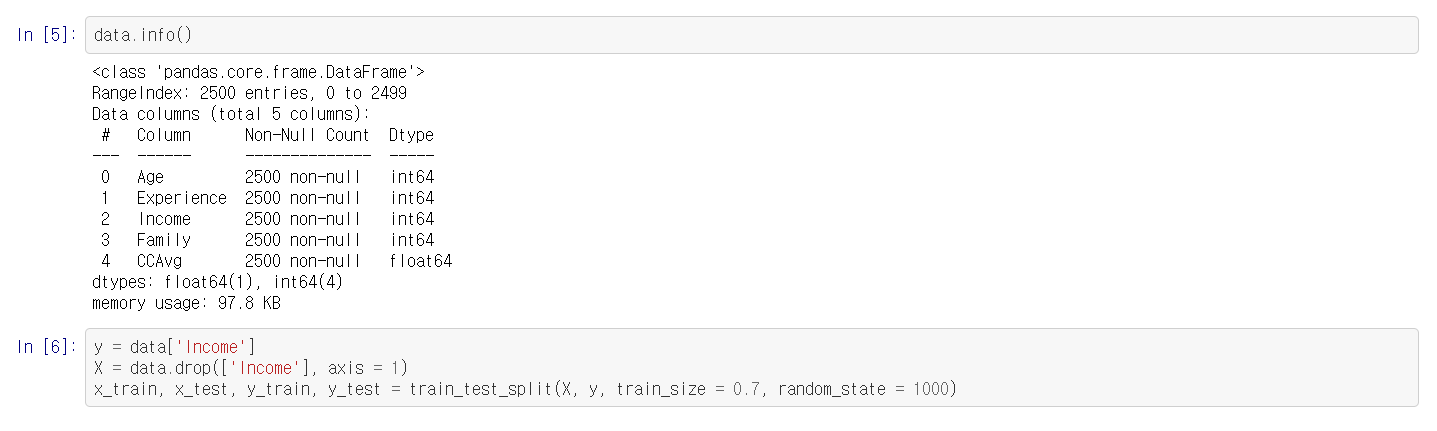 In [5]: data.info()
<class 'pandas.core.frame.DataFrame'>
RangeIndex: 2500 entries, 0 to 2499
Data columns (total 5 columns):
 #   Column      Non-Null Count  Dtype
---  ------      --------------  -----
 0   Age         2500 non-null   int64
 1   Experience  2500 non-null   int64
 2   Income      2500 non-null   int64
 3   Family      2500 non-null   int64
 4   CCAvg       2500 non-null   float64
dtypes: float64(1), int64(4)
memory usage: 97.8 KB
In [6]: y = data['Income']
X = data.drop(['Income'], axis = 1)
x_train, x_test, y_train, y_test = train_test_split(X, y, train_size = 0.7, random_state = 1000)